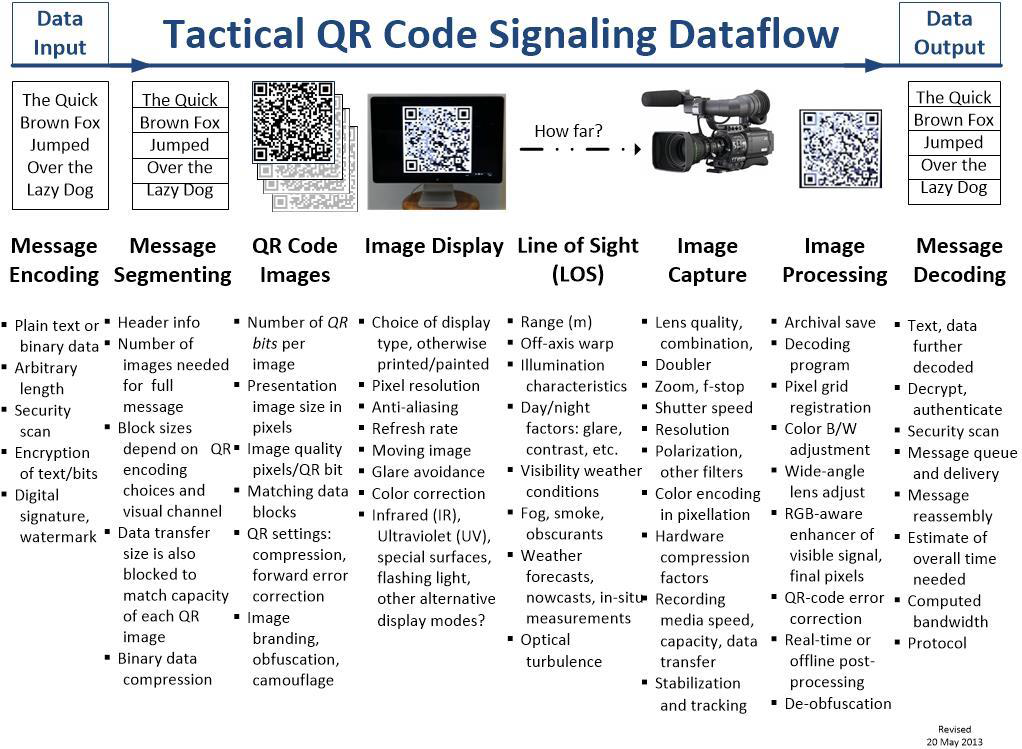 Data
Input
Tactical QR Code Signaling Dataflow
Data
Output
The Quick
Brown Fox
Jumped
Over the
Lazy Dog
The Quick
Brown Fox
Jumped
Over the
Lazy Dog
How far?
The Quick
Brown Fox
Jumped
Over the
Lazy Dog
Message
Encoding
▪ Plain text or
binary data
▪ Arbitrary
length
▪ Security
scan
▪ Encryption
of text/bits
▪ Digital
signature,
watermark
Message
Segmenting
▪ Header info
▪ Number of
images needed
for full
message
▪ Block sizes
depend on QR
encoding
choices and
visual channel
▪ Data transfer
size is also
blocked to
match capacity
of each QR
image
▪ Binary data
compression
QR Code
Images
▪ Number of QR
bits per
image
▪ Presentation
image size in
pixels
▪ Image quality
pixels/QR bit
▪ Matching data
blocks
▪ QR settings:
compression,
forward error
correction
▪ Image
branding,
obfuscation,
camouflage
Image Display
▪ Choice of display
type, otherwise
printed/painted
▪ Pixel resolution
▪ Anti-aliasing
▪ Refresh rate
▪ Moving image
▪ Glare avoidance
▪ Color correction
▪ Infrared (IR),
Ultraviolet (UV),
special surfaces,
flashing light,
other alternative
display modes?
Line of Sight
(LOS)
▪ Range (m)
▪ Off-axis warp
▪ Illumination
characteristics
▪ Day/night
factors: glare,
contrast, etc.
▪ Visibility weather
conditions
▪ Fog, smoke,
obscurants
▪ Weather
forecasts,
nowcasts, in-situ
measurements
▪ Optical
turbulence
Image
Capture
▪ Lens quality,
combination,
▪ Doubler
▪ Zoom, f-stop
▪ Shutter speed
▪ Resolution
▪ Polarization,
other filters
▪ Color encoding
in pixellation
▪ Hardware
compression
factors
▪ Recording
media speed,
capacity, data
transfer
▪ Stabilization
and tracking
Image
Processing
▪ Archival save
▪ Decoding
program
▪ Pixel grid
registration
▪ Color B/W
adjustment
▪ Wide-angle
lens adjust
▪ RGB-aware
enhancer of
visible signal,
final pixels
▪ QR-code error
correction
▪ Real-time or
offline post-
processing
▪ De-obfuscation
Message
Decoding
▪ Text, data
further
decoded
▪ Decrypt,
authenticate
▪ Security scan
▪ Message queue
and delivery
▪ Message
reassembly
▪ Estimate of
overall time
needed
▪ Computed
bandwidth
▪ Protocol
Revised
20 May 2013